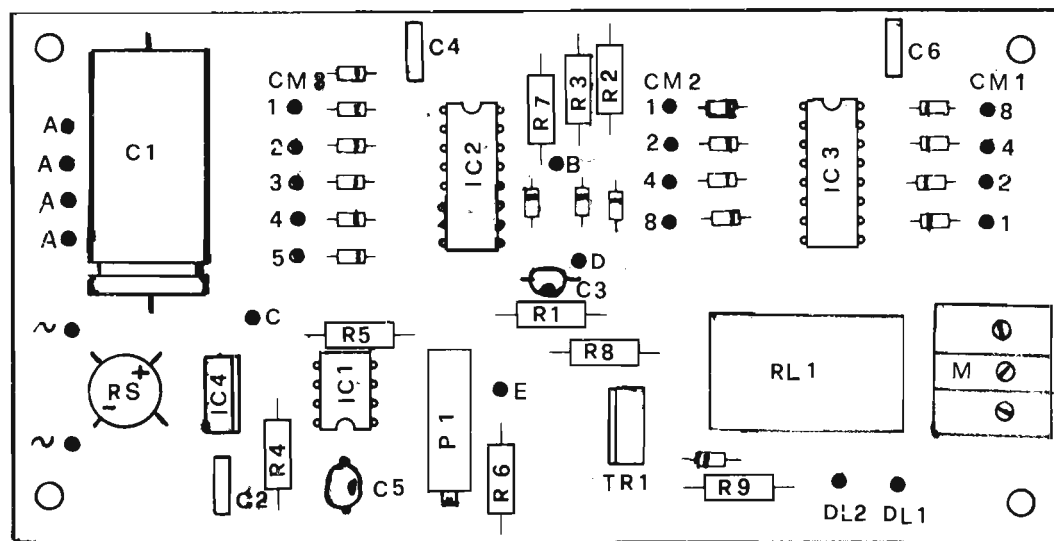 C4
C6
CM3
CM2
CM1
R7
R3
R2
1
1
8
A
C1
2
IC2
2
IC3
4
A
B
3
4
2
A
4
8
1
A
5
D
C3
C
R1
~
R5
R8
RL1
RS
+
-
IC4
IC1
P1
E
M
~
R4
R6
TR1
C2
C5
R9
DL2 DL1